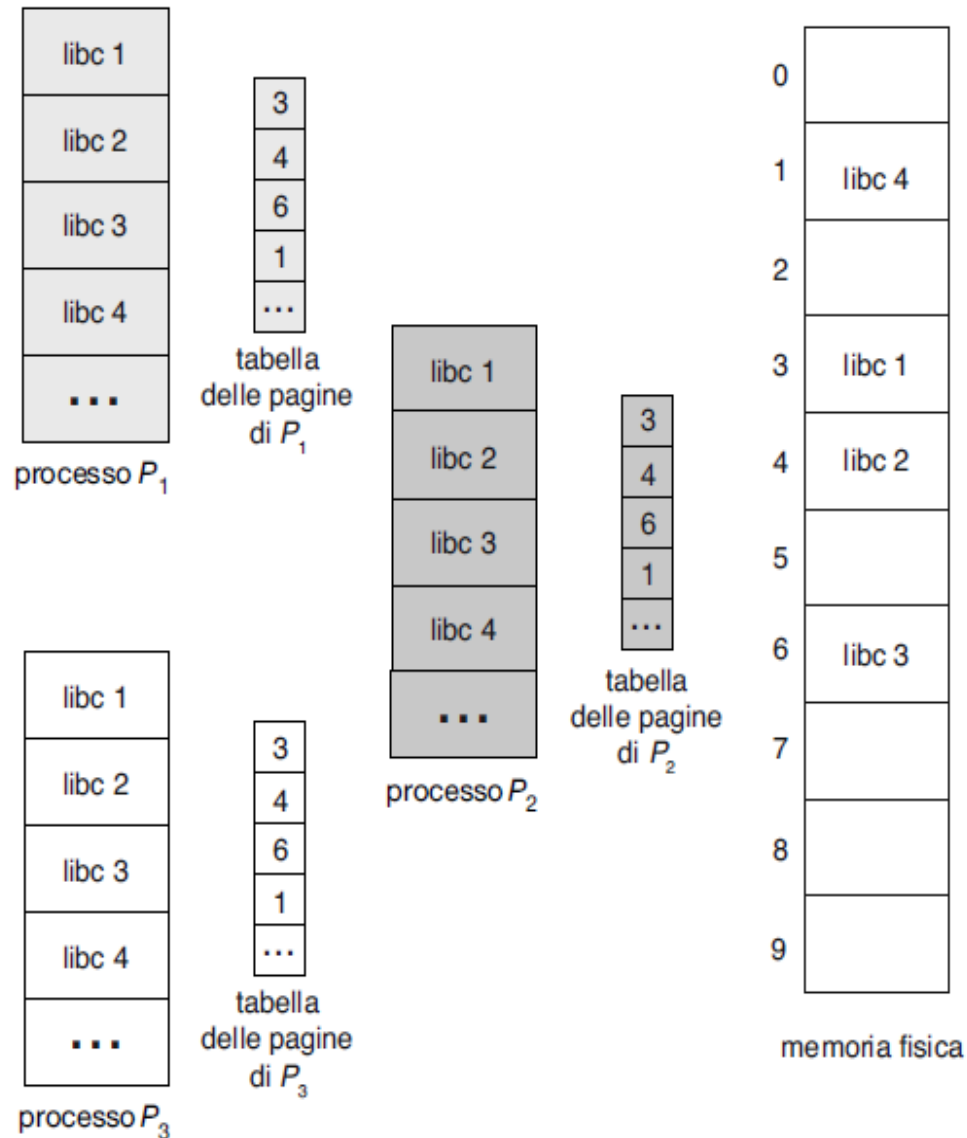 libc 1
libc 2
libc 3
libc 4
...
processo P1
3
4
6
1
...
tabella
delle pagine
di P1
libc 1
libc 2
libc 3
libc 4
...
processo P2
3
4
6
1
...
tabella
delle pagine
di P2
libc 1
libc 2
libc 3
libc 4
...
processo P3
3
4
6
1
...
tabella
delle pagine
di P3
0
1 libc 4
2
3 libc 1
4 libc 2
5
6 libc 3
7
8
9
memoria fisica